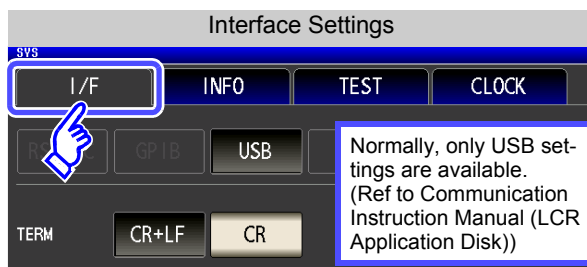 Interface Settings
SYS
I/F INFO TEST CLOCK
GPIB USB
Normally, only USB set-
tings are available.
(Ref to Communication
Instruction Manual (LCR
Application Disk))
TERM CR+LF CR